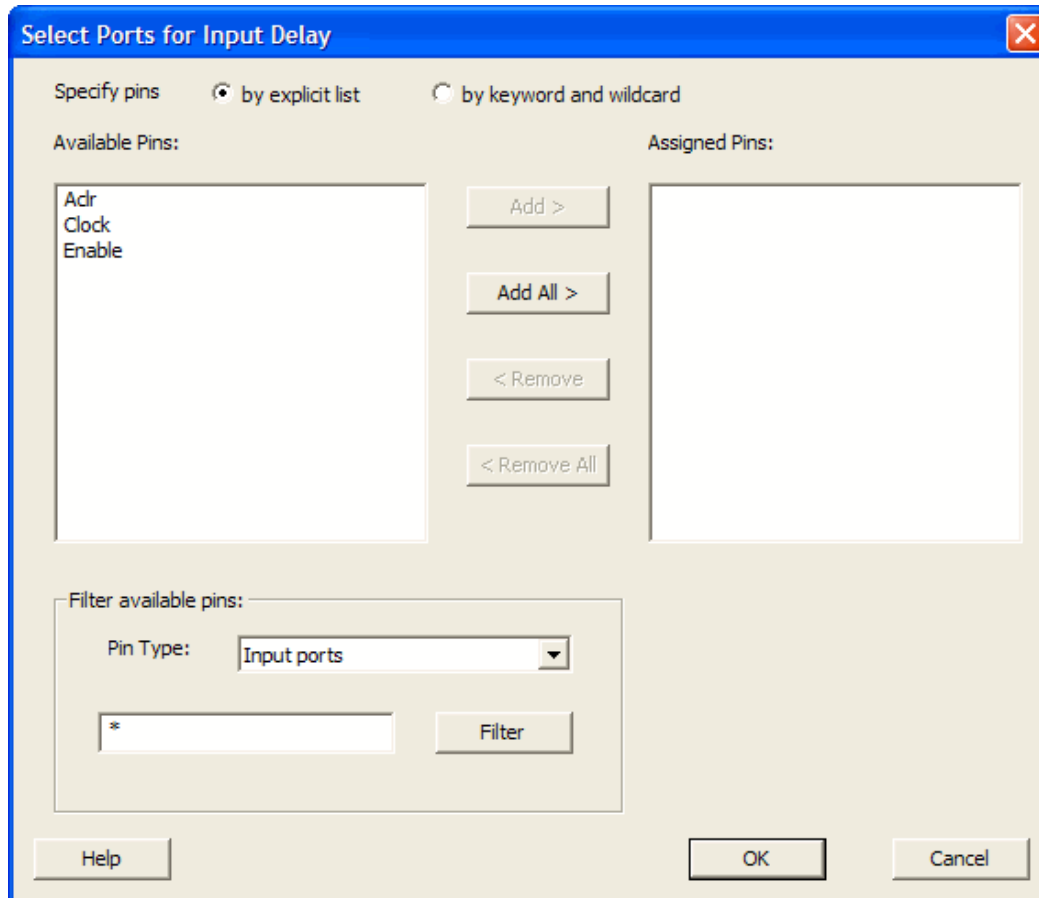 Select Ports for Input Delay
Specify pins by explicit list by keyword and wildcard
Available Pins: Assigned Pins:
Aclr
Clock
Enable
Add >
Add All >
< Remove
< Remove All
Filter available pins:
Pin Type: Input ports
* Filter
Help OK Cancel